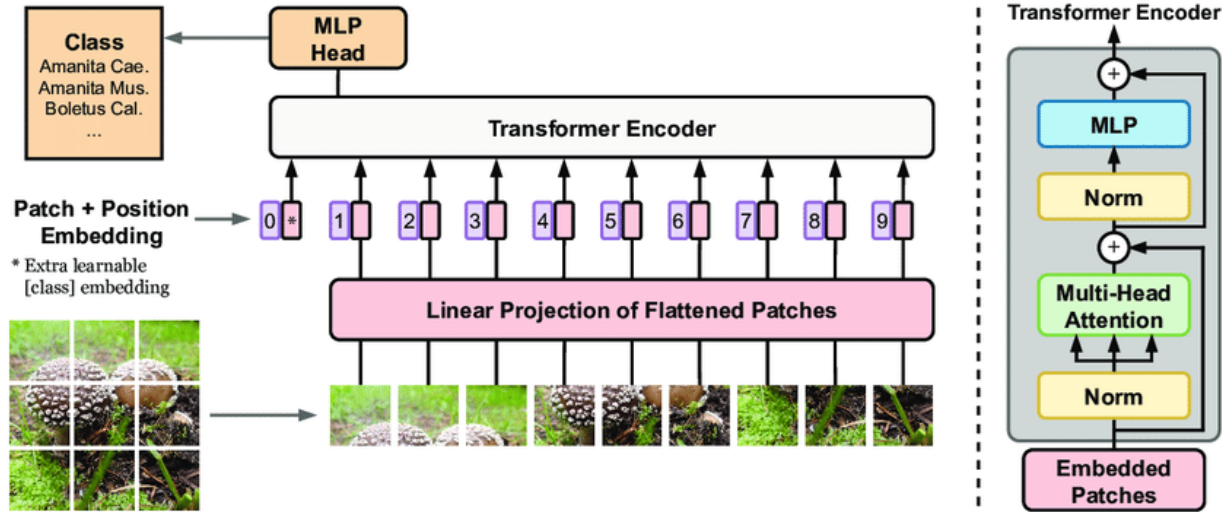 MLP
Head
Class
Amanita Cae.
Amanita Mus.
Boletus Cal.
...
Transformer Encoder
Patch + Position
Embedding
0 * 1 2 3 4 5 6 7 8 9
* Extra learnable
[class] embedding
Linear Projection of Flattened Patches
Transformer Encoder
+
MLP
Norm
+
Multi-Head
Attention
Norm
Embedded
Patches